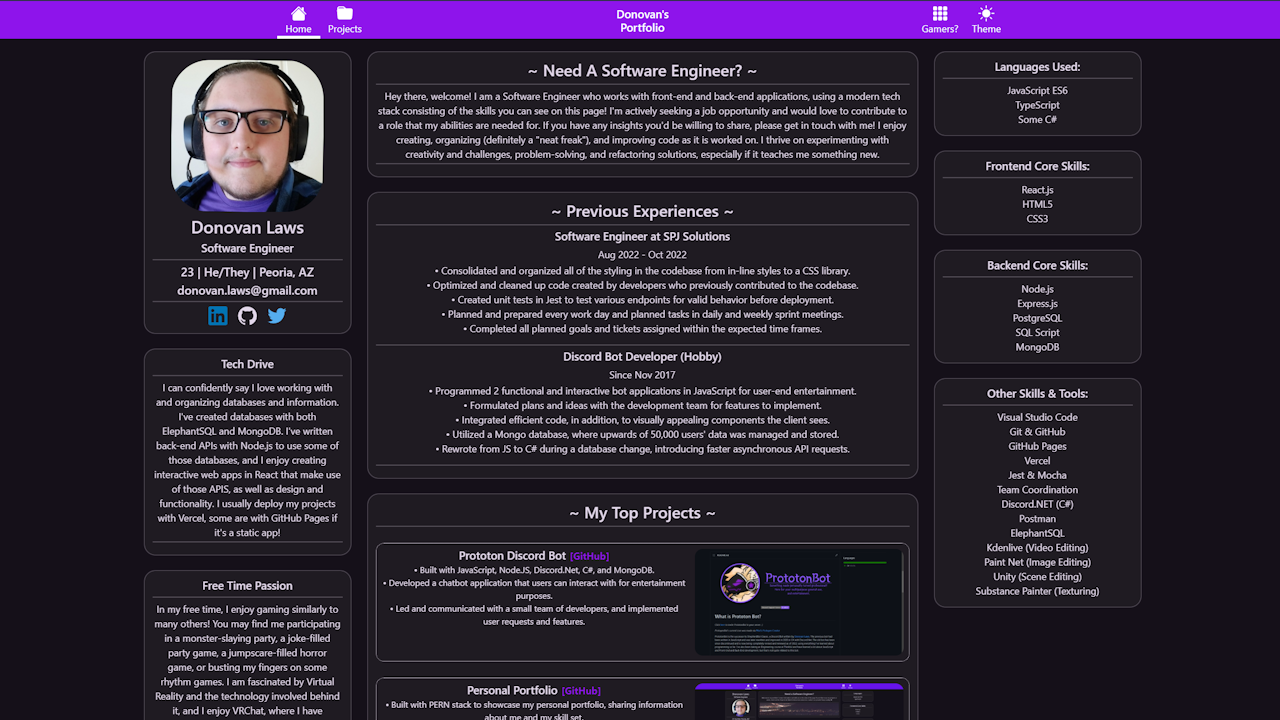 Home
Projects
Donovan's
Portfolio
Gamers?
Theme
Donovan Laws
Software Engineer
23 | He/They | Peoria, AZ
donovan.laws@gmail.com
Tech Drive
I can confidently say I love working with
and organizing databases and information.
I've created databases with both
ElephantSQL and MongoDB. I've written
back-end APIs with Node.js to use some of
those databases, and I enjoy creating
interactive web apps in React that make use
of those APIS, as well as design and
functionality. I usually deploy my projects
with Vercel, some are with GitHub Pages if
it's a static app!
Free Time Passion
In my free time, I enjoy gaming similarly to
many others! You may find me participating
in a monster-slaying party, a joke-filled
party game, a jump scare-filled horror
game, or busting my fingers on some
rhythm games. I am fascinated by Virtual
Reality and the technology involved behind
it, and I enjoy VRChat, where I have
~ Need A Software Engineer? ~
Hey there, welcome! I am a Software Engineer who works with front-end and back-end applications, using a modern tech
stack consisting of the skills you can see on this page! I'm actively seeking a job opportunity and would love to contribute to
a role that my abilities are needed for. If you have any insights you'd be willing to share, please get in touch with me! I enjoy
creating, organizing (definitely a "neat freak"), and improving code as it is worked on. I thrive on experimenting with
creativity and challenges, problem-solving, and refactoring solutions, especially if it teaches me something new.
~ Previous Experiences ~
Software Engineer at SPJ Solutions
Aug 2022 - Oct 2022
• Consolidated and organized all of the styling in the codebase from in-line styles to a CSS library.
• Optimized and cleaned up code created by developers who previously contributed to the codebase.
• Created unit tests in Jest to test various endpoints for valid behavior before deployment.
• Planned and prepared every work day and planned tasks in daily and weekly sprint meetings.
• Completed all planned goals and tickets assigned within the expected time frames.
Discord Bot Developer (Hobby)
Since Nov 2017
• Programmed 2 functional and interactive bot applications in JavaScript for user-end entertainment.
• Formulated plans and ideas with the development team for features to implement.
• Integrated efficient code, in addition, to visually appealing components the client sees.
• Utilized a Mongo database, where upwards of 50,000 users' data was managed and stored.
• Rewrote from JS to C# during a database change, introducing faster asynchronous API requests.
~ My Top Projects ~
Prototon Discord Bot [GitHub]
• Built with JavaScript, Node.JS, Discord.Net, C#, and MongoDB.
• Developed a chatbot application that users can interact with for entertainment
purposes.
• Led and communicated with a small team of developers, and implemented
new features.
PrototonBot
What is Prototon Bot?
Personal Portfolio [GitHub]
• Built with PERN stack to present a personal portfolio, sharing information
about me and my skill set.
Languages Used:
JavaScript ES6
TypeScript
Some C#
Frontend Core Skills:
React.js
HTML5
CSS3
Backend Core Skills:
Node.js
Express.js
PostgreSQL
SQL Script
MongoDB
Other Skills & Tools:
Visual Studio Code
Git & GitHub
GitHub Pages
Vercel
Jest & Mocha
Team Coordination
Discord.NET (C#)
Postman
ElephantSQL
Kdenlive (Video Editing)
Paint Net (Image Editing)
Unity (Scene Editing)
Substance Painter (Texturing)